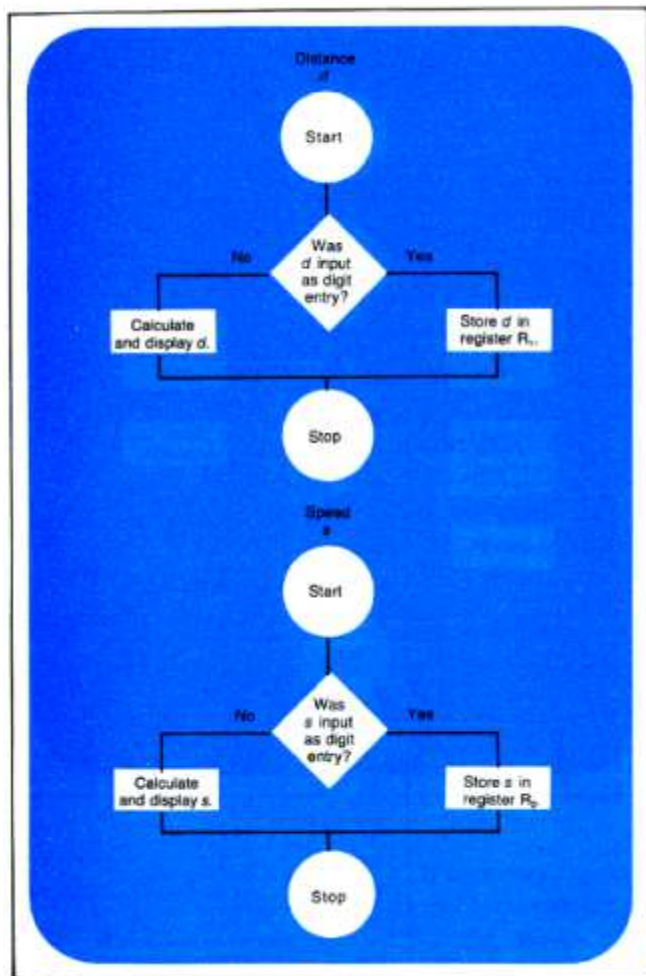 Distance
d
Start
No
Was
d input
as digit
entry?
Yes
Calculate
and display d.
Store d in
register
Stop
Speed
s
Start
No
Was
s input
as digit
entry?
Yes
Calculate
and display s.
Store s in
register
Stop